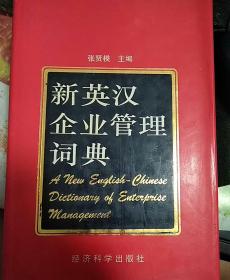 张贤模 主编
新英汉
企业管理
词典
A New English-Chinese
Dictionary of Enterprise
Management
经济科学出版社